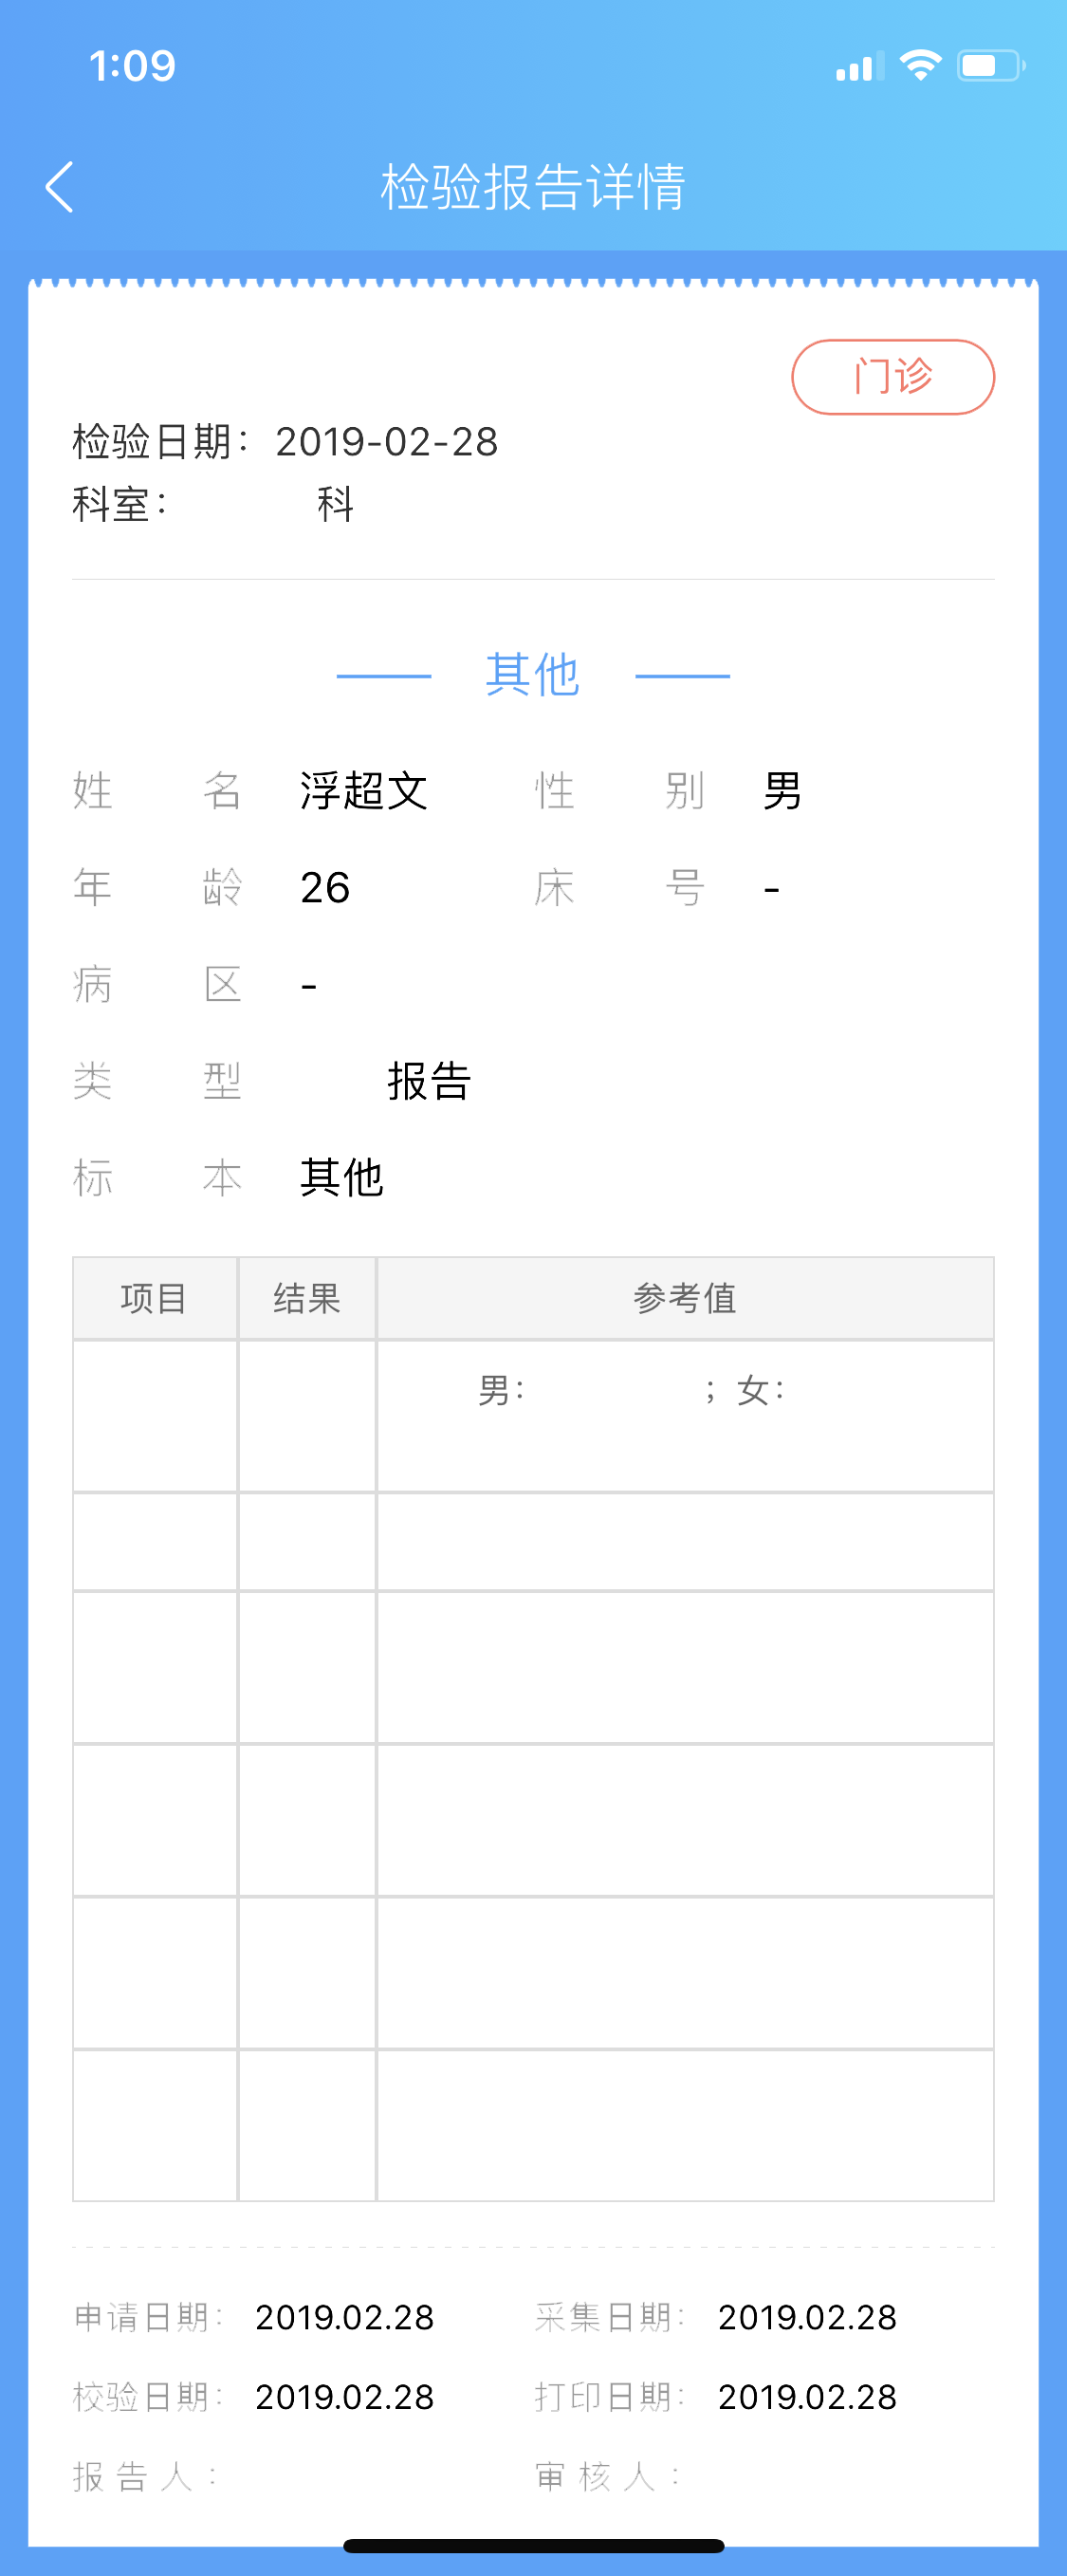 1:09
检验报告详情
门诊
检验日期：2019-02-28
科室： 科
其他
姓名 浮超文 性别 男
年龄 26 床号 -
病区 -
类型 报告
标本 其他
项目 结果 参考值
男： ；女：
申请日期： 2019.02.28 采集日期： 2019.02.28
校验日期： 2019.02.28 打印日期： 2019.02.28
报告人： 审核人：